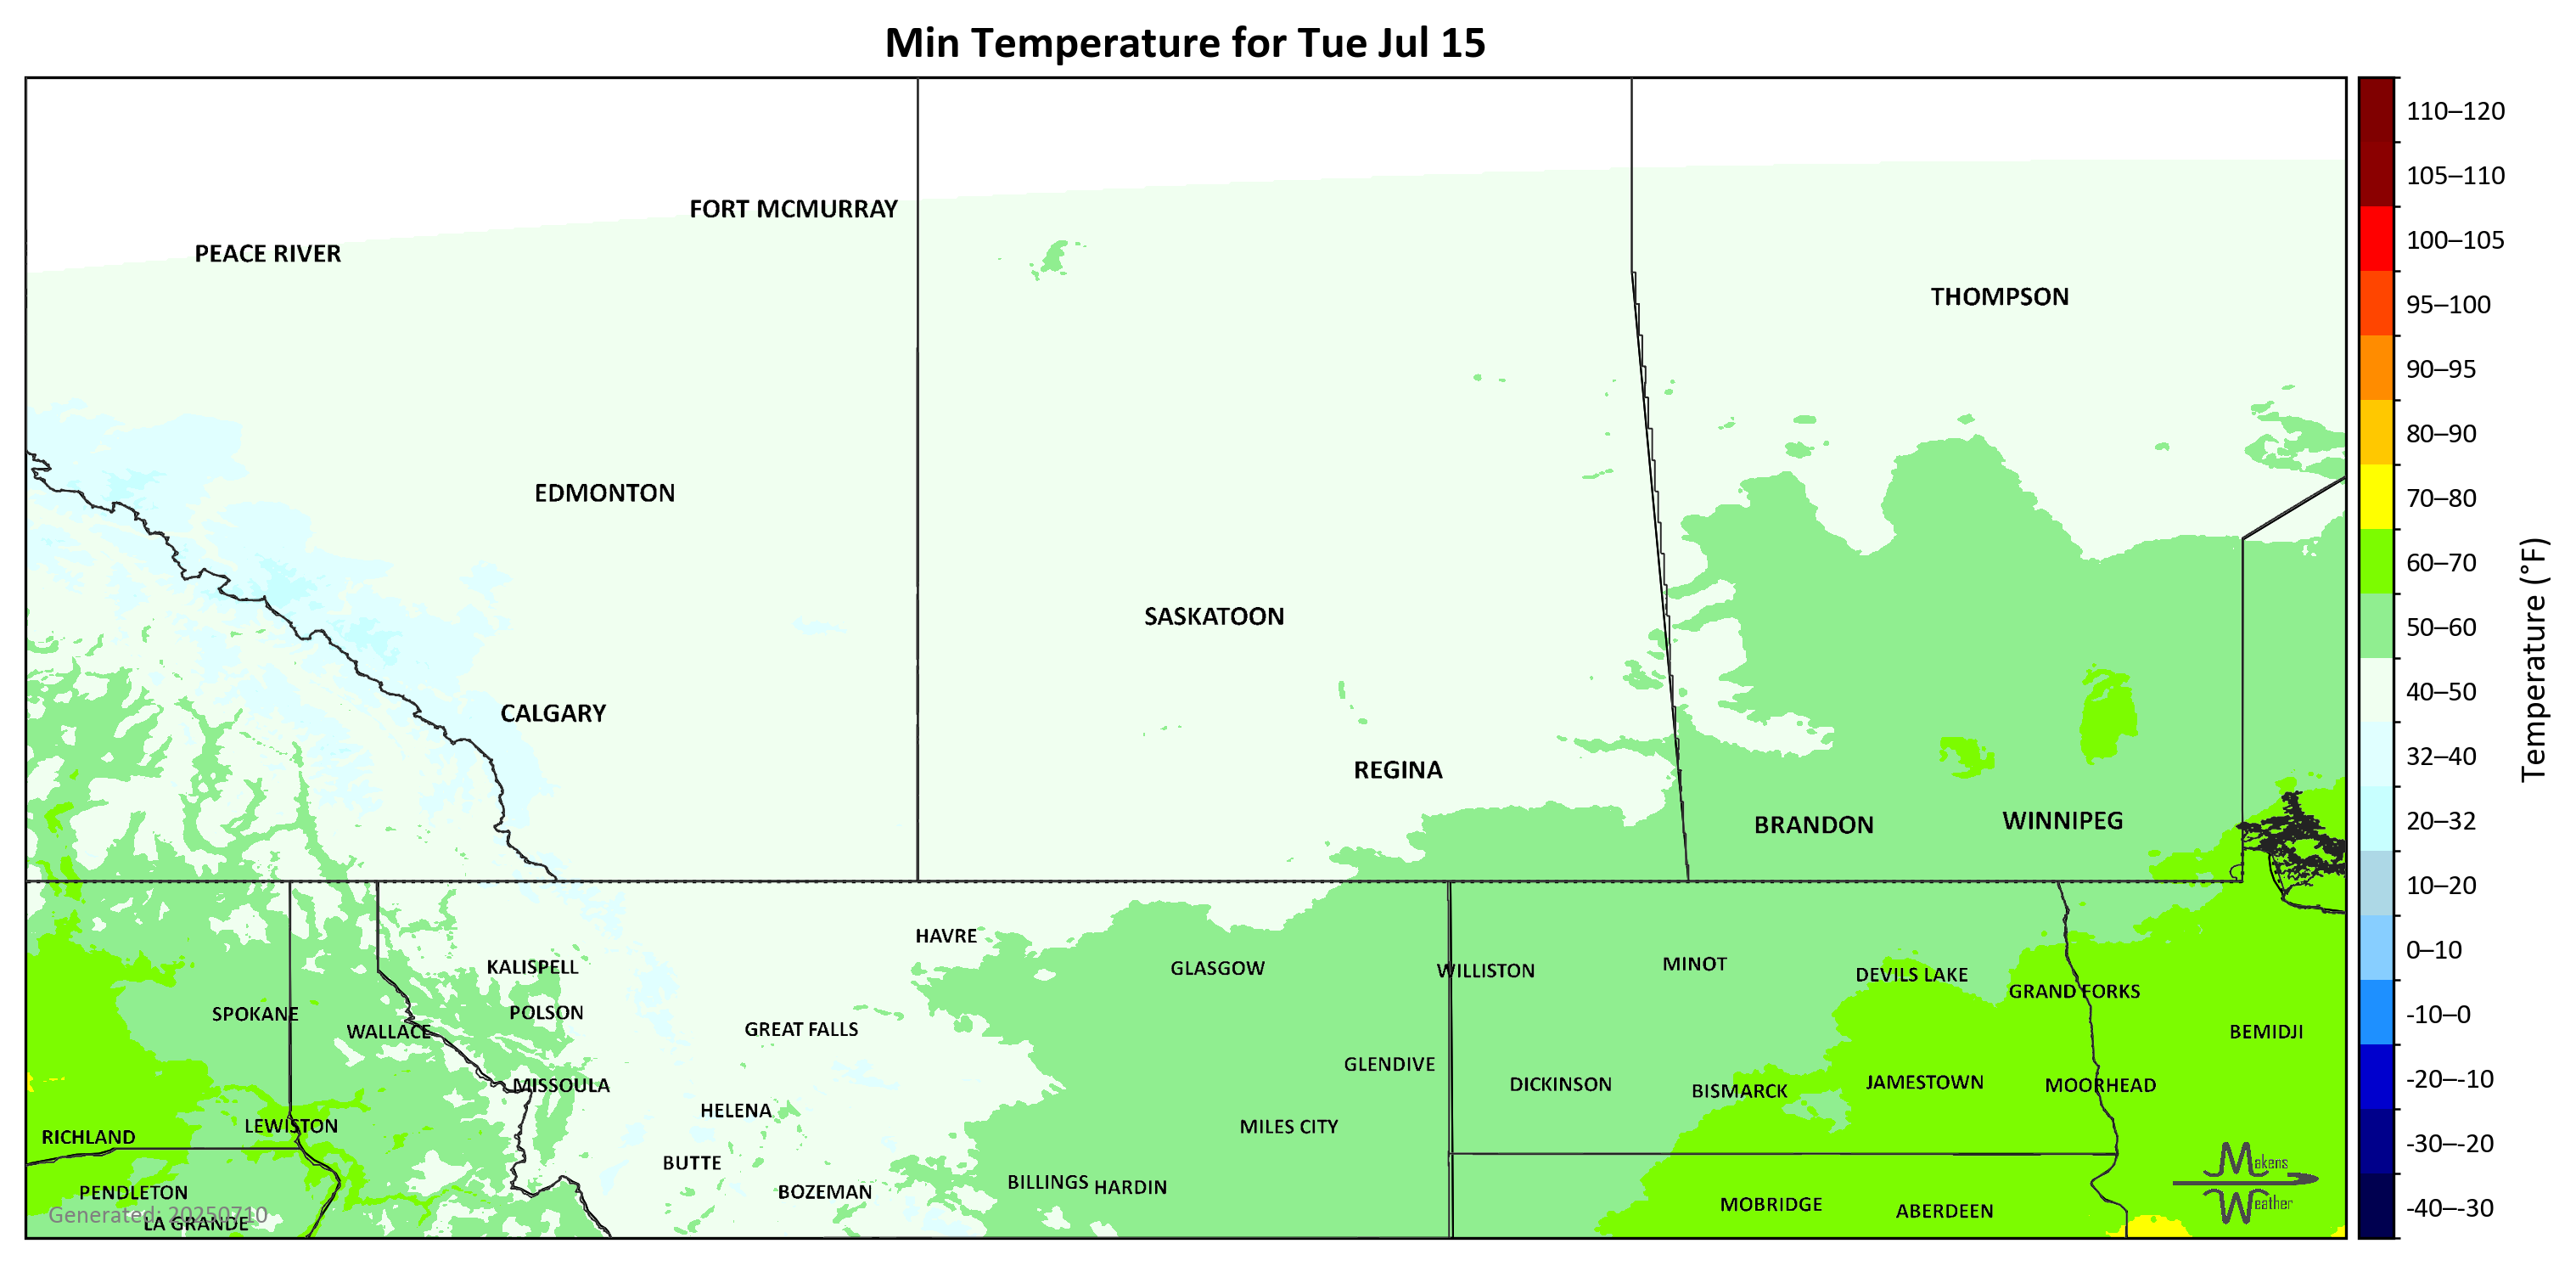 Min Temperature for Tue Jul 15
FORT MCMURRAY
PEACE RIVER
THOMPSON
EDMONTON
SASKATOON
CALGARY
REGINA
BRANDON
WINNIPEG
HAVRE
KALISPELL
GLASGOW
WILLISTON
MINOT
DEVILS LAKE
GRAND FORKS
SPOKANE
POLSON
WALLACE
GREAT FALLS
BEMIDJI
GLENDIVE
MISSOULA
DICKINSON
BISMARCK
JAMESTOWN
MOORHEAD
HELENA
LEWISTON
MILES CITY
RICHLAND
BUTTE
BOZEMAN
BILLINGS
HARDIN
PENDLETON
MOBRIDGE
ABERDEEN
LA GRANDE
Generated: 20250710
Makens
Weather
110–120
105–110
100–105
95–100
90–95
80–90
70–80
60–70
50–60
40–50
32–40
20–32
10–20
0–10
-10–0
-20–-10
-30–-20
-40–-30
Temperature (°F)